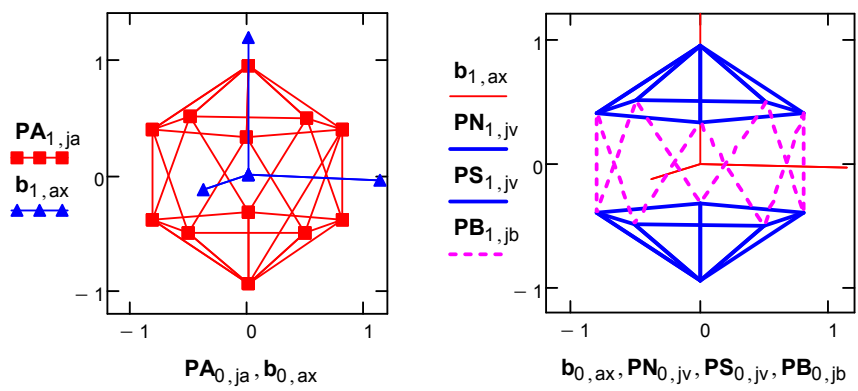 1
0
− 1
PA1,ja
b1,ax
− 1
0
1
PA0,ja , b0,ax
1
0
− 1
b1,ax
PN1,jv
PS1,jv
PB1,jb
− 1
0
1
b0,ax , PN0,jv , PS0,jv , PB0,jb